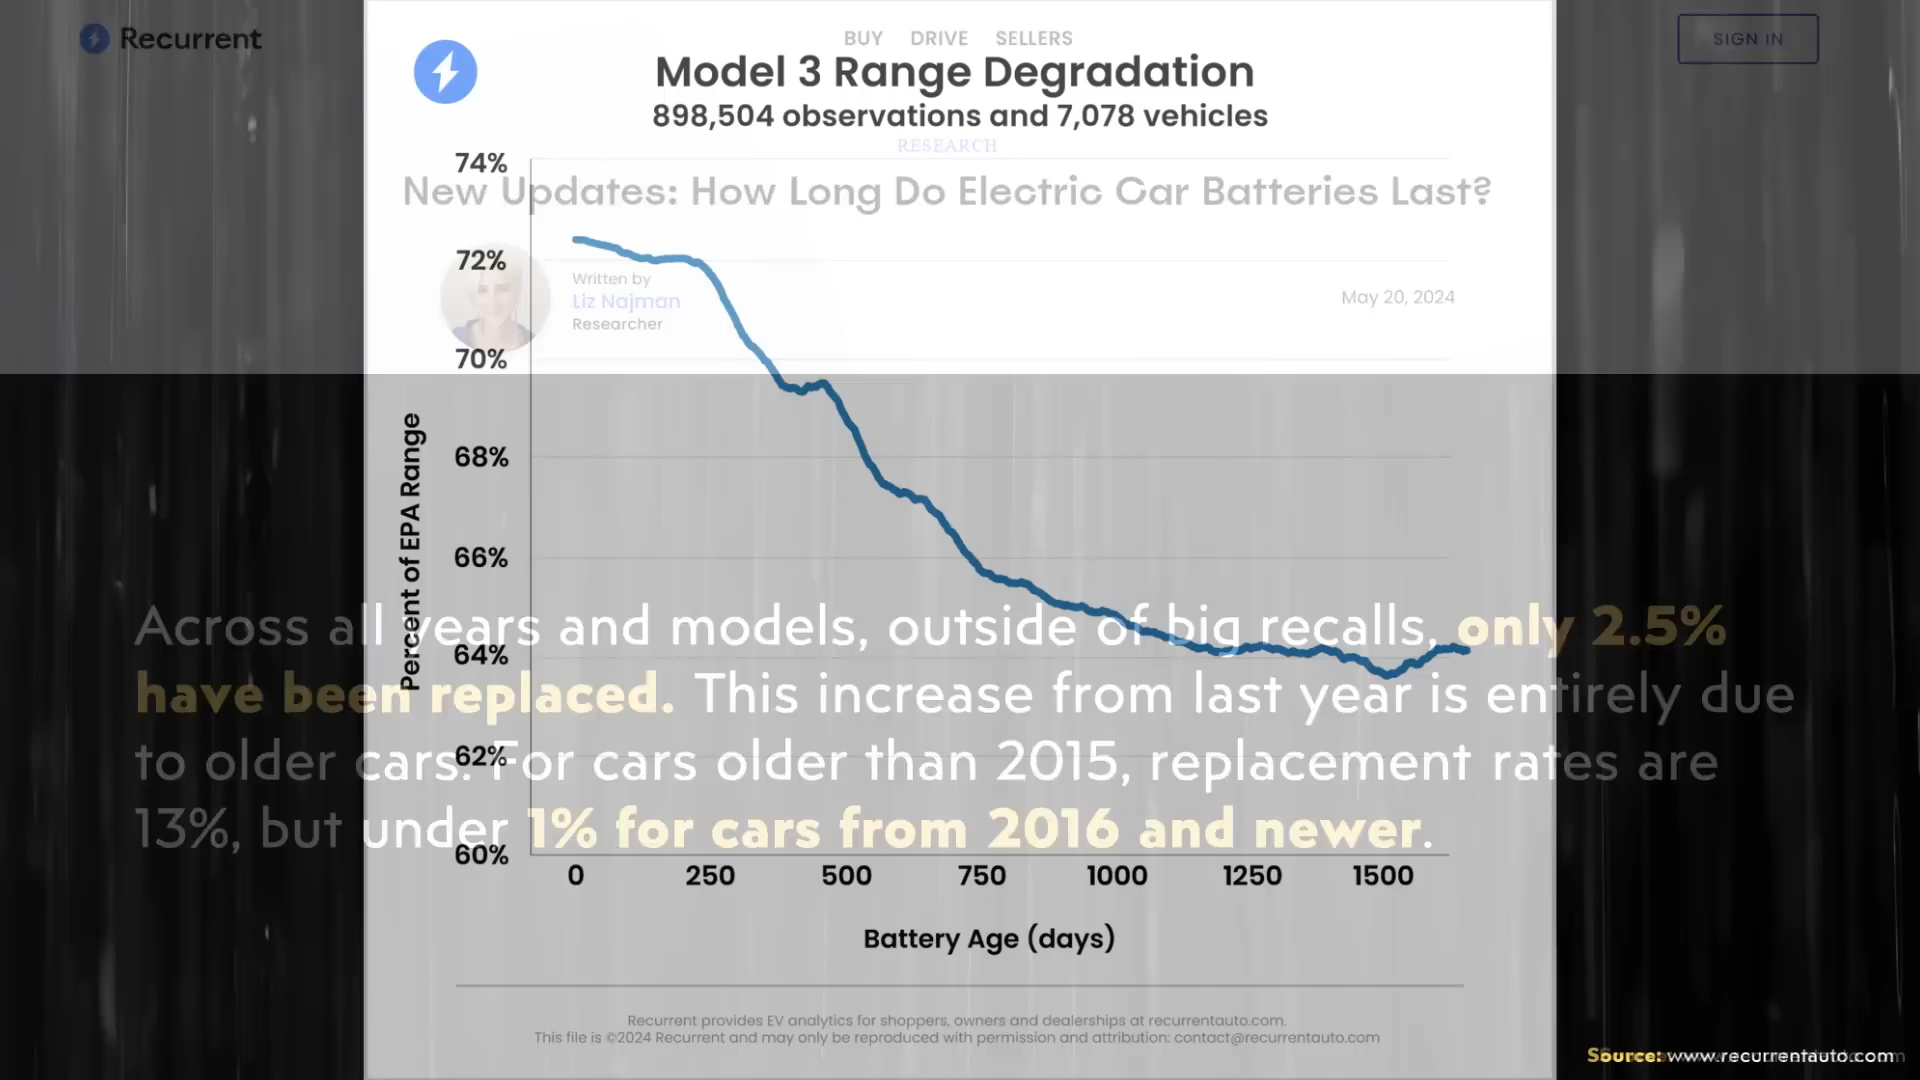 Recurrent
BUY DRIVE SELLERS
SIGN IN
Model 3 Range Degradation
898,504 observations and 7,078 vehicles
RESEARCH
New Updates: How Long Do Electric Car Batteries Last?
Written by
Liz Najman
Researcher
May 20, 2024
74%
72%
70%
68%
66%
64%
62%
60%
Percent of EPA Range
0 250 500 750 1000 1250 1500
Battery Age (days)
Across all years and models, outside of big recalls, only 2.5%
have been replaced. This increase from last year is entirely due
to older cars. For cars older than 2015, replacement rates are
13%, but under 1% for cars from 2016 and newer.
Recurrent provides EV analytics for shoppers, owners and dealerships at recurrentauto.com.
This file is ©2024 Recurrent and may only be reproduced with permission and attribution: contact@recurrentauto.com
Source: www.recurrentauto.com